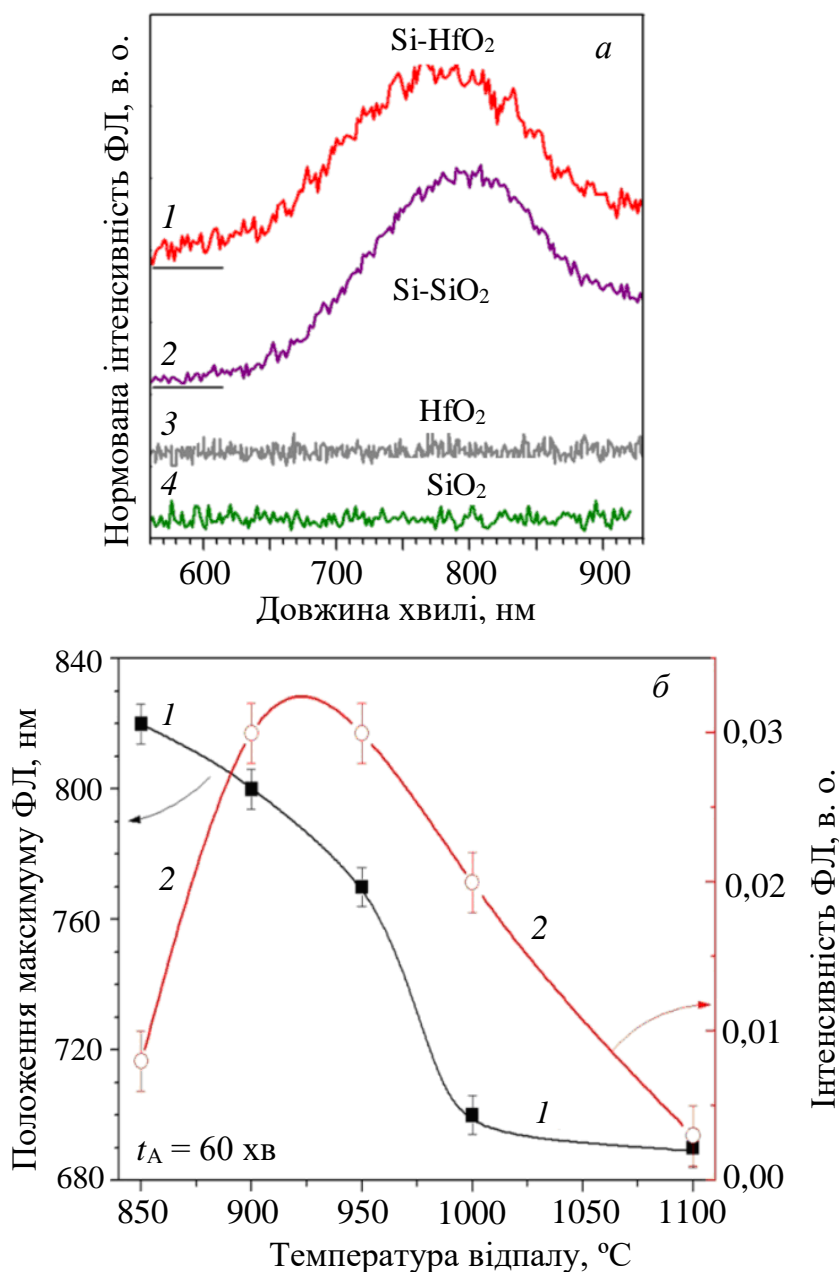 Si-HfO₂
а
1
Si-SiO₂
2
3
HfO₂
4
SiO₂
Нормована інтенсивність ФЛ, в. о.
600 700 800 900
Довжина хвилі, нм
840
800
760
720
680
Положення максимуму ФЛ, нм
б
1
2
2
1
t_A = 60 хв
0,03
0,02
0,01
0,00
Інтенсивність ФЛ, в. о.
850 900 950 1000 1050 1100
Температура відпалу, ºC